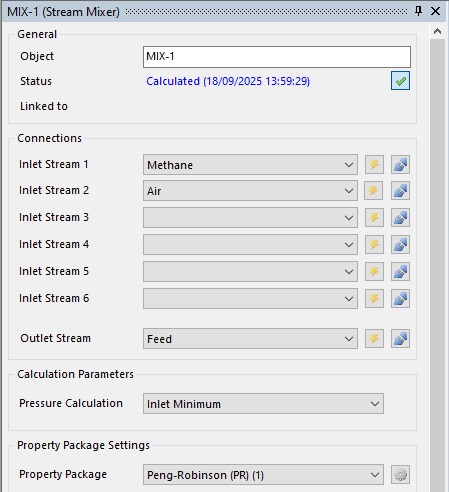 MIX-1 (Stream Mixer)
General
Object MIX-1
Status Calculated (18/09/2025 13:59:29)
Linked to
Connections
Inlet Stream 1 Methane
Inlet Stream 2 Air
Inlet Stream 3
Inlet Stream 4
Inlet Stream 5
Inlet Stream 6
Outlet Stream Feed
Calculation Parameters
Pressure Calculation Inlet Minimum
Property Package Settings
Property Package Peng-Robinson (PR) (1)